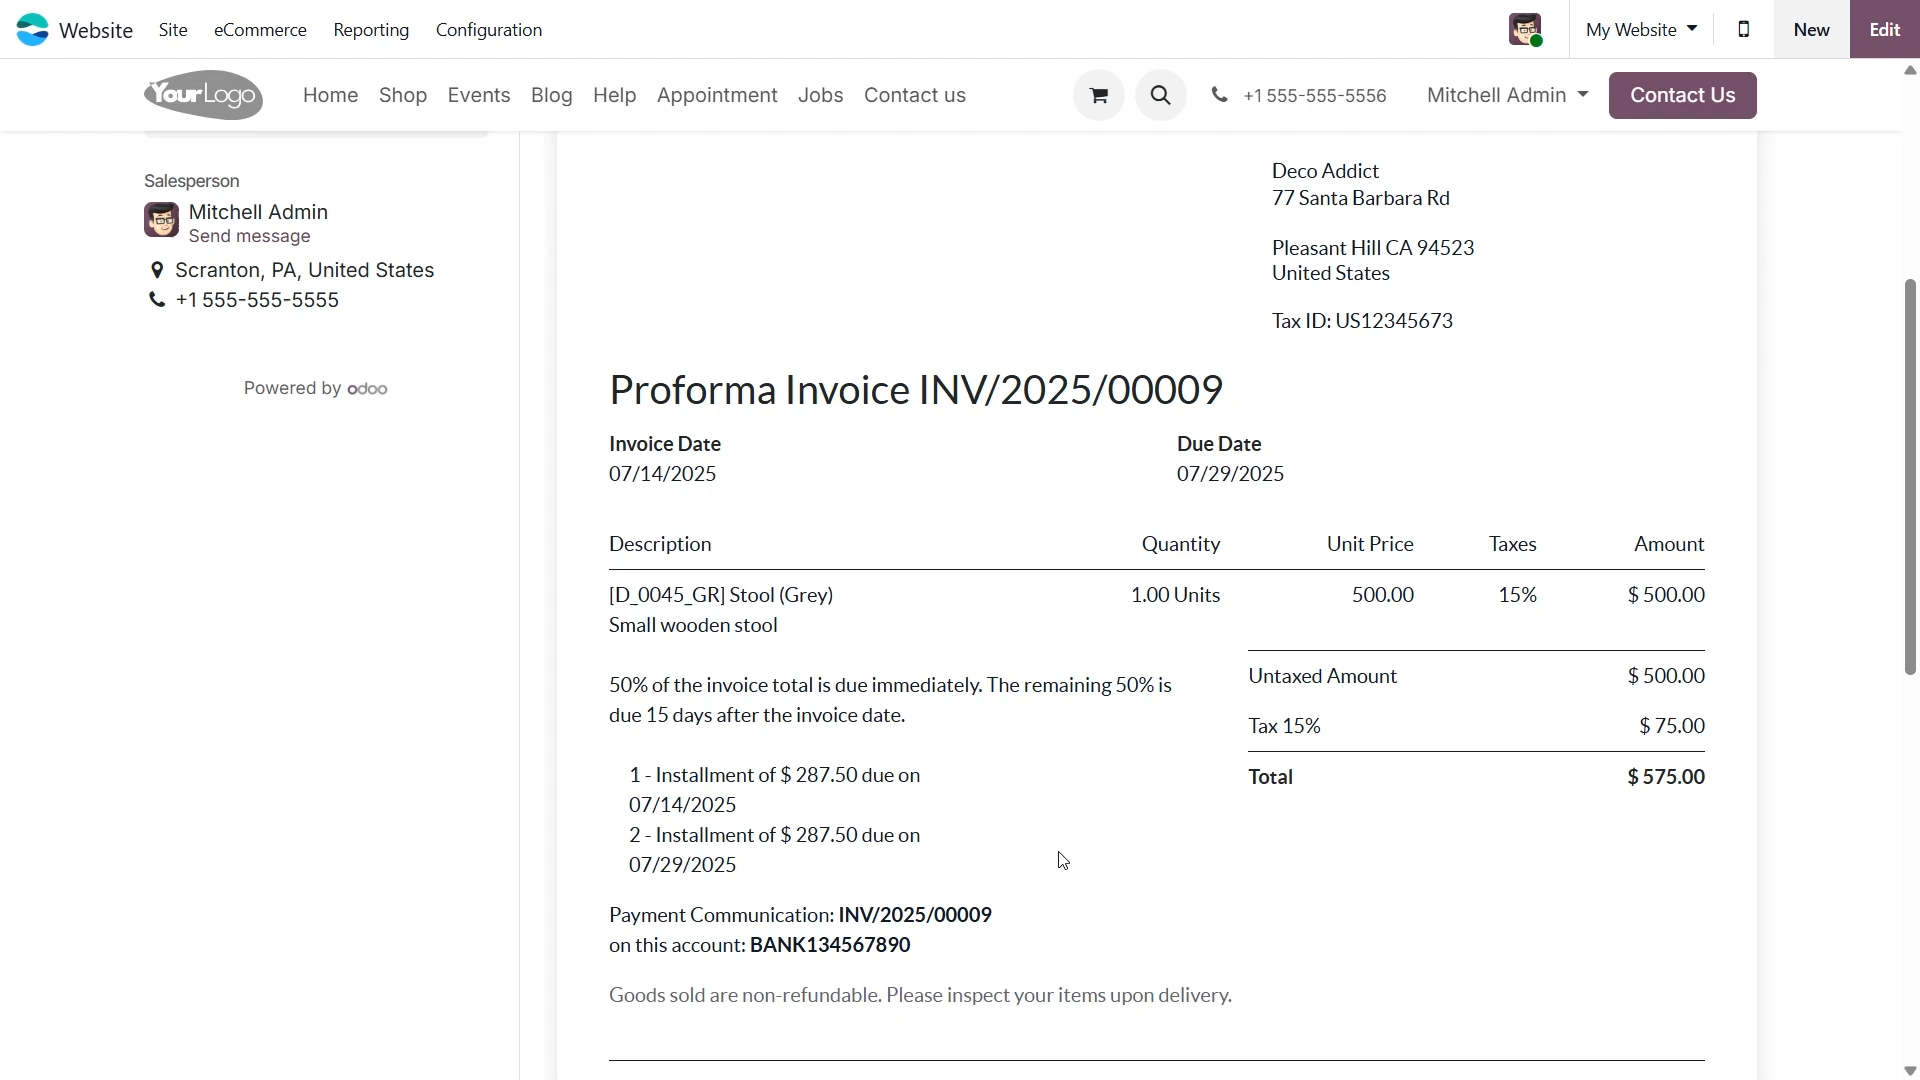 Website Site eCommerce Reporting Configuration My Website New Edit
YourLogo Home Shop Events Blog Help Appointment Jobs Contact us +1 555-555-5556 Mitchell Admin Contact Us
Salesperson
Mitchell Admin
Send message
Scranton, PA, United States
+1 555-555-5555
Powered by odoo
Deco Addict
77 Santa Barbara Rd
Pleasant Hill CA 94523
United States
Tax ID: US12345673
Proforma Invoice INV/2025/00009
Invoice Date Due Date
07/14/2025 07/29/2025
Description Quantity Unit Price Taxes Amount
[D_0045_GR] Stool (Grey) 1.00 Units 500.00 15% $ 500.00
Small wooden stool
50% of the invoice total is due immediately. The remaining 50% is
due 15 days after the invoice date.
Untaxed Amount $ 500.00
Tax 15% $ 75.00
Total $ 575.00
1 - Installment of $ 287.50 due on
07/14/2025
2 - Installment of $ 287.50 due on
07/29/2025
Payment Communication: INV/2025/00009
on this account: BANK134567890
Goods sold are non-refundable. Please inspect your items upon delivery.